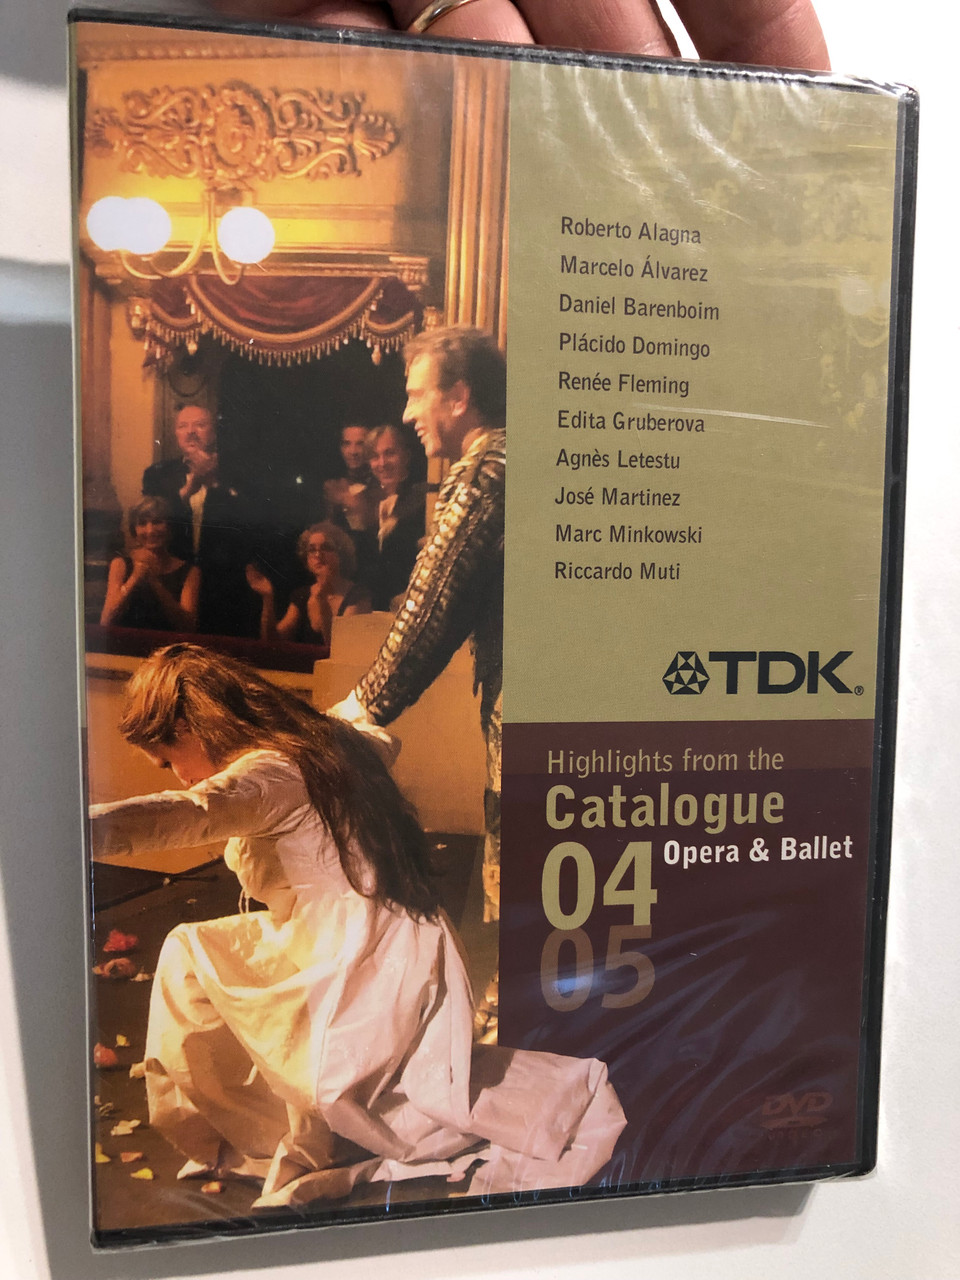 Roberto Alagna
Marcelo Álvarez
Daniel Barenboim
Plácido Domingo
Renée Fleming
Edita Gruberova
Agnès Letestu
José Martinez
Marc Minkowski
Riccardo Muti
TDK®
Highlights from the
Catalogue
Opera & Ballet
04
05
DVD
VIDEO